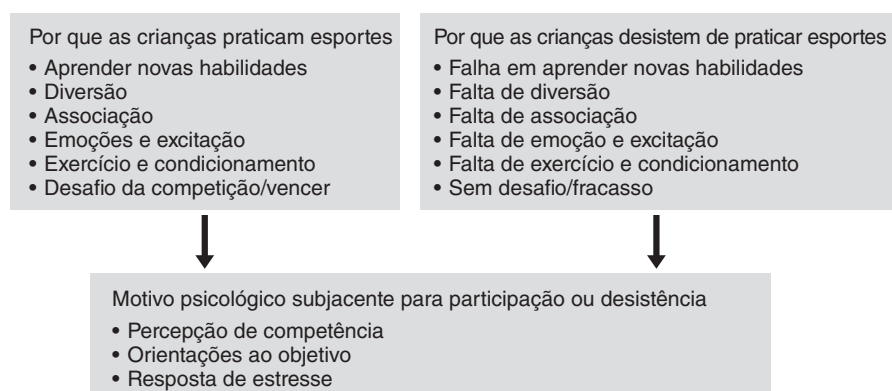 Por que as crianças praticam esportes
• Aprender novas habilidades
• Diversão
• Associação
• Emoções e excitação
• Exercício e condicionamento
• Desafio da competição/vencer
Por que as crianças desistem de praticar esportes
• Falha em aprender novas habilidades
• Falta de diversão
• Falta de associação
• Falta de emoção e excitação
• Falta de exercício e condicionamento
• Sem desafio/fracasso
Motivo psicológico subjacente para participação ou desistência
• Percepção de competência
• Orientações ao objetivo
• Resposta de estresse